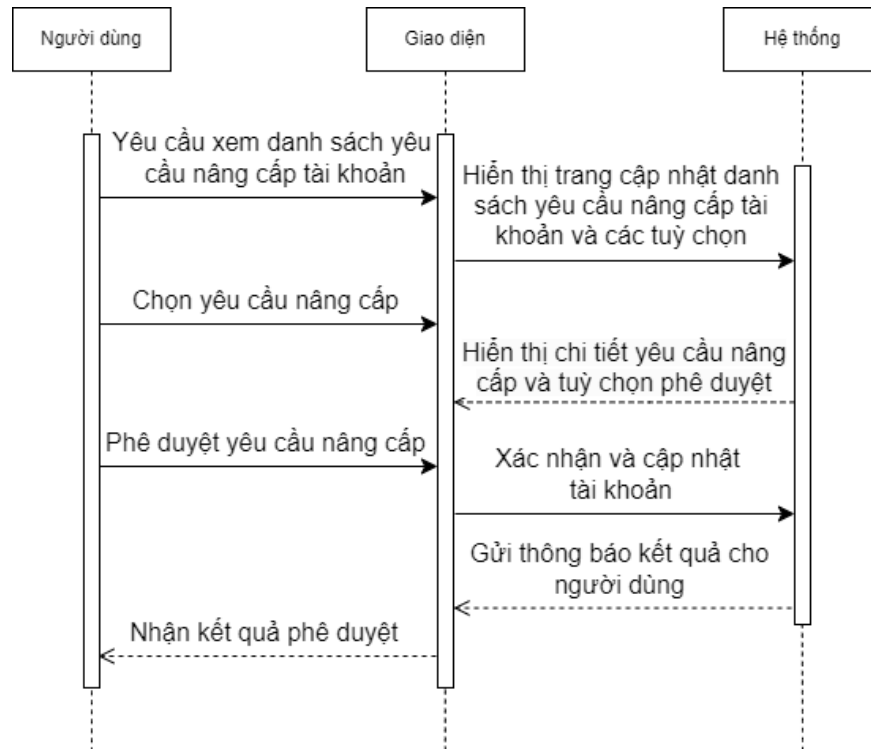 Người dùng
Giao diện
Hệ thống
Yêu cầu xem danh sách yêu
cầu nâng cấp tài khoản
Hiển thị trang cập nhật danh
sách yêu cầu nâng cấp tài
khoản và các tuỳ chọn
Chọn yêu cầu nâng cấp
Hiển thị chi tiết yêu cầu nâng
cấp và tuỳ chọn phê duyệt
Phê duyệt yêu cầu nâng cấp
Xác nhận và cập nhật
tài khoản
Gửi thông báo kết quả cho
người dùng
Nhận kết quả phê duyệt